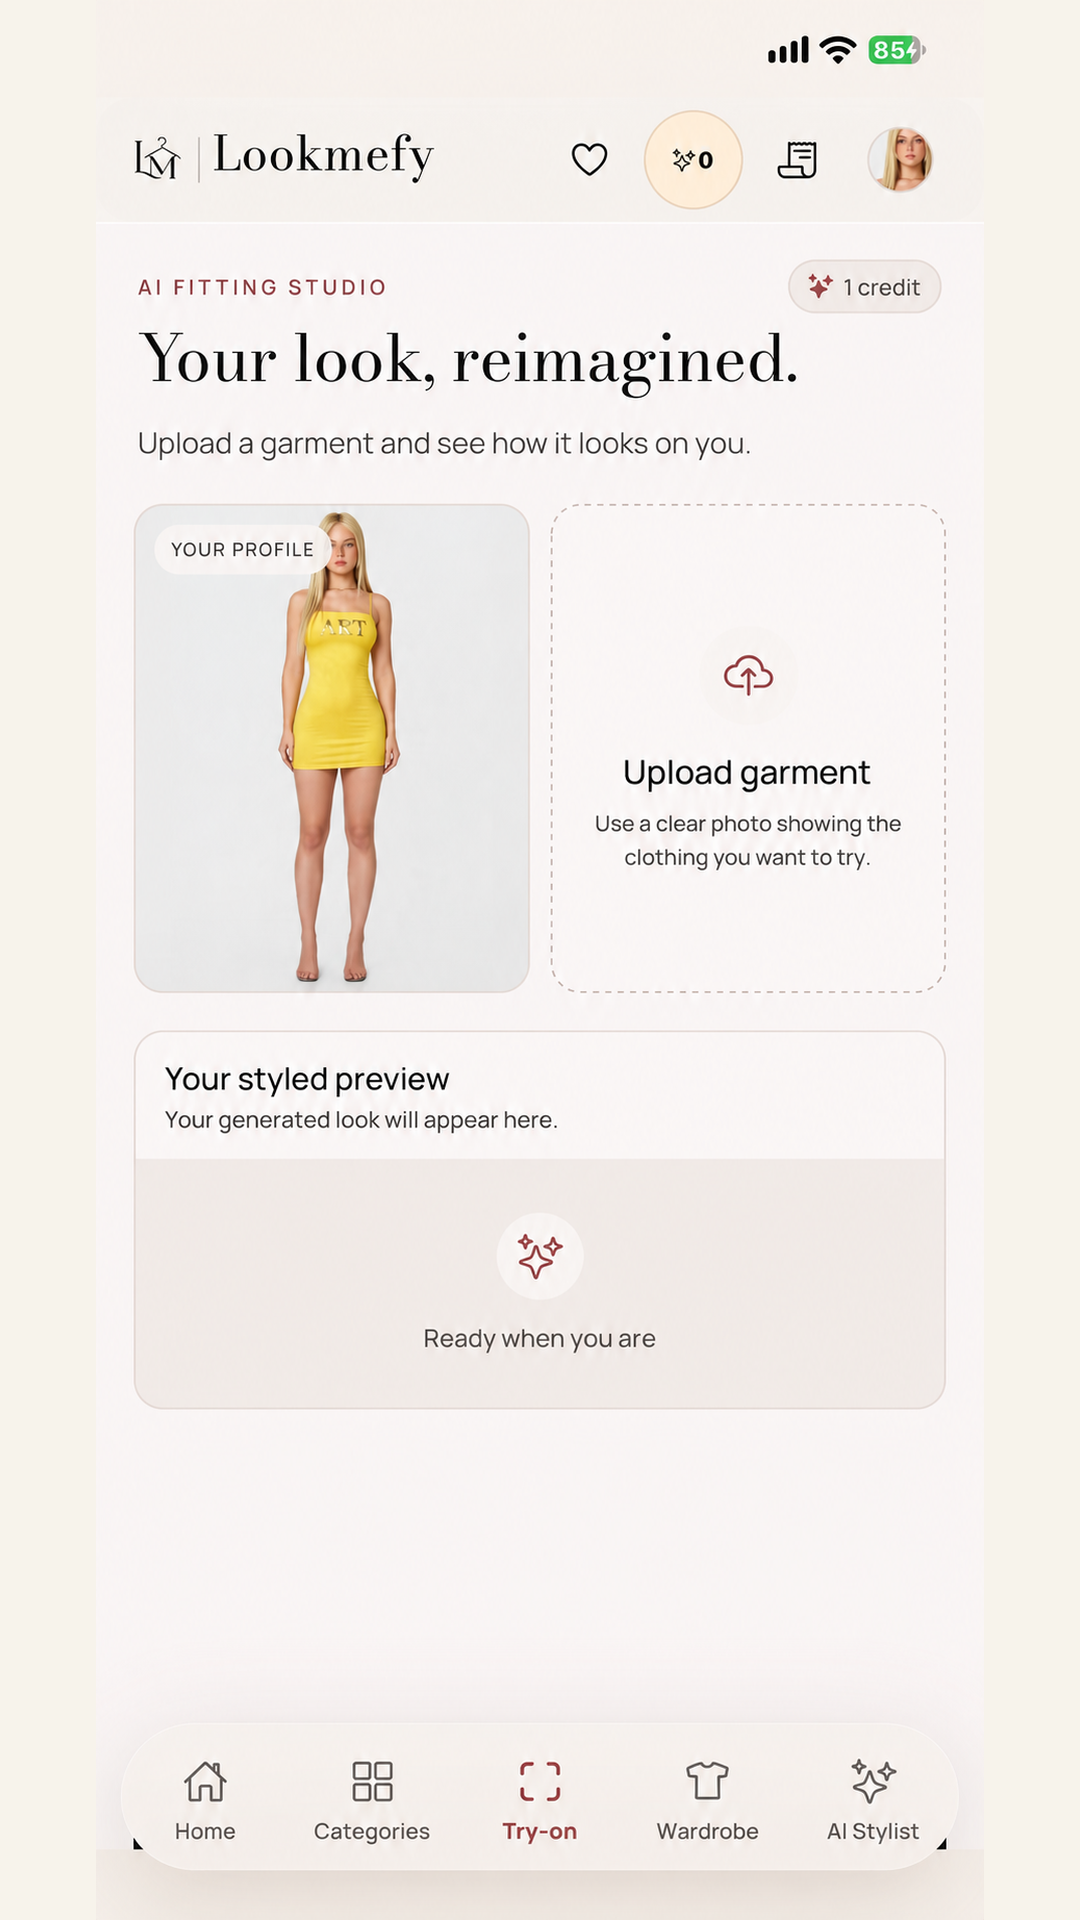 85
LM | Lookmefy
0
AI FITTING STUDIO
1 credit
Your look, reimagined.
Upload a garment and see how it looks on you.
YOUR PROFILE
ART
Upload garment
Use a clear photo showing the
clothing you want to try.
Your styled preview
Your generated look will appear here.
Ready when you are
Home
Categories
Try-on
Wardrobe
AI Stylist